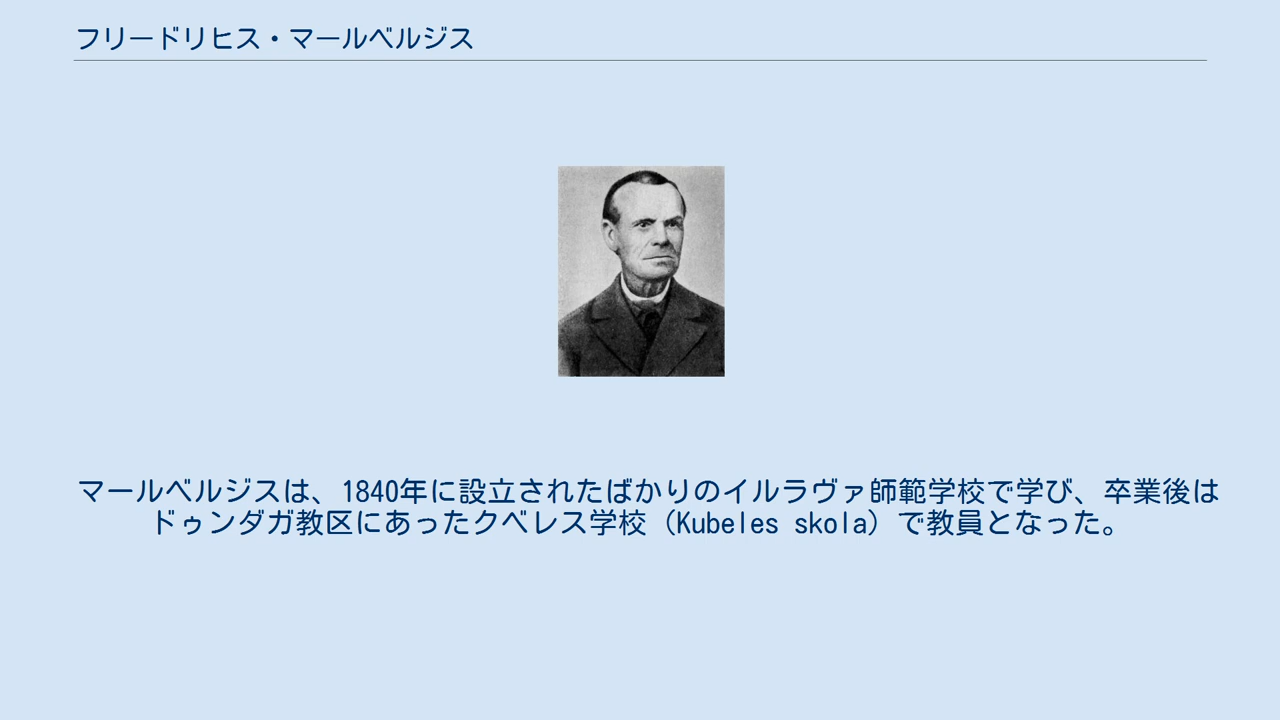 フリードリヒス・マールベルジス
マールベルジスは、1840年に設立されたばかりのイルラヴァ師範学校で学び、卒業後は
ドゥンダガ教区にあったクベレス学校（Kubeles skola）で教員となった。